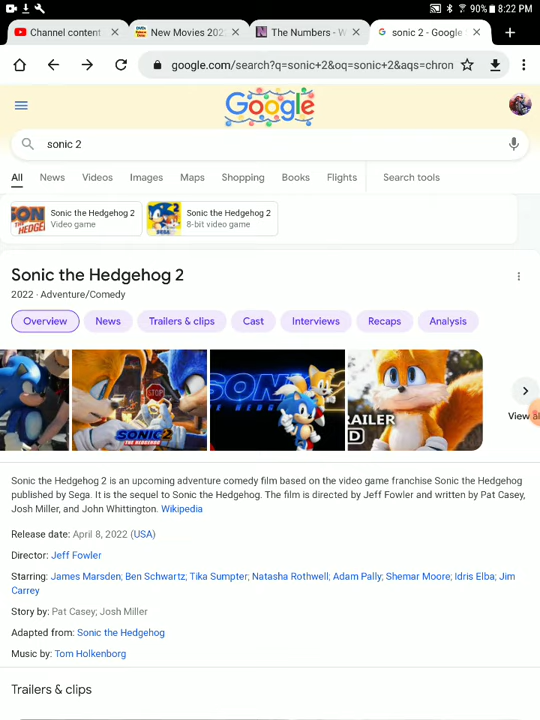 90% 8:22 PM
Channel content
New Movies 202
The Numbers - W
sonic 2 - Google
google.com/search?q=sonic+2&oq=sonic+2&aqs=chron
Google
sonic 2
All News Videos Images Maps Shopping Books Flights Search tools
Sonic the Hedgehog 2
Video game
Sonic the Hedgehog 2
8-bit video game
Sonic the Hedgehog 2
2022 · Adventure/Comedy
Overview News Trailers & clips Cast Interviews Recaps Analysis
STOP
View al
Sonic the Hedgehog 2 is an upcoming adventure comedy film based on the video game franchise Sonic the Hedgehog
published by Sega. It is the sequel to Sonic the Hedgehog. The film is directed by Jeff Fowler and written by Pat Casey,
Josh Miller, and John Whittington. Wikipedia
Release date: April 8, 2022 (USA)
Director: Jeff Fowler
Starring: James Marsden; Ben Schwartz; Tika Sumpter; Natasha Rothwell; Adam Pally; Shemar Moore; Idris Elba; Jim
Carrey
Story by: Pat Casey; Josh Miller
Adapted from: Sonic the Hedgehog
Music by: Tom Holkenborg
Trailers & clips